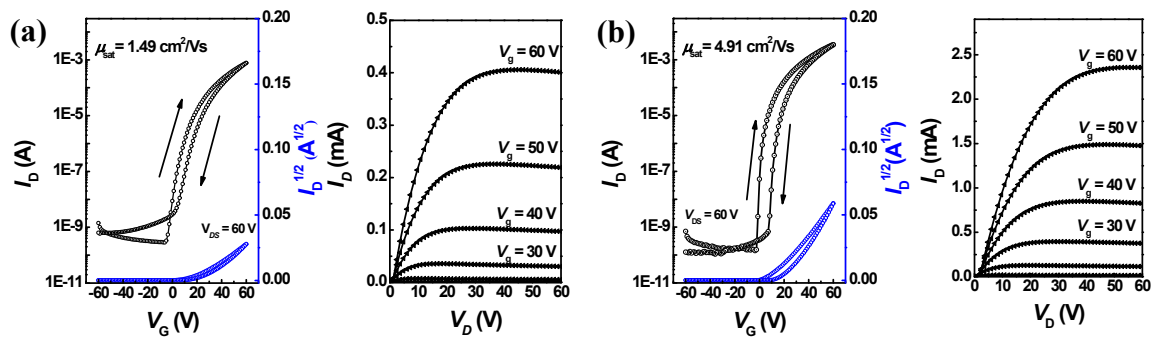 (a)
μsat = 1.49 cm²/Vs
VDS = 60 V
1E-3
1E-5
1E-7
1E-9
1E-11
ID (A)
-60 -40 -20 0 20 40 60
VG (V)
0.20
0.15
0.10
0.05
0.00
ID^1/2 (A^1/2)
0.5
0.4
0.3
0.2
0.1
0.0
ID (mA)
Vg = 60 V
Vg = 50 V
Vg = 40 V
Vg = 30 V
0 10 20 30 40 50 60
VD (V)
(b)
μsat = 4.91 cm²/Vs
VDS = 60 V
1E-3
1E-5
1E-7
1E-9
1E-11
ID (A)
-60 -40 -20 0 20 40 60
VG (V)
0.20
0.15
0.10
0.05
0.00
ID^1/2(A^1/2)
2.5
2.0
1.5
1.0
0.5
0.0
ID (mA)
Vg = 60 V
Vg = 50 V
Vg = 40 V
Vg = 30 V
0 10 20 30 40 50 60
VD (V)